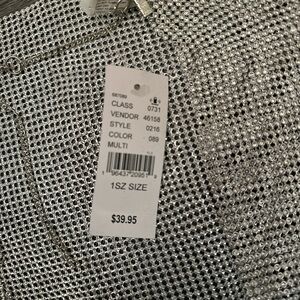 CLASS 0731
VENDOR 46158
STYLE 0216
COLOR 089
MULTI
1SZ SIZE
$39.95